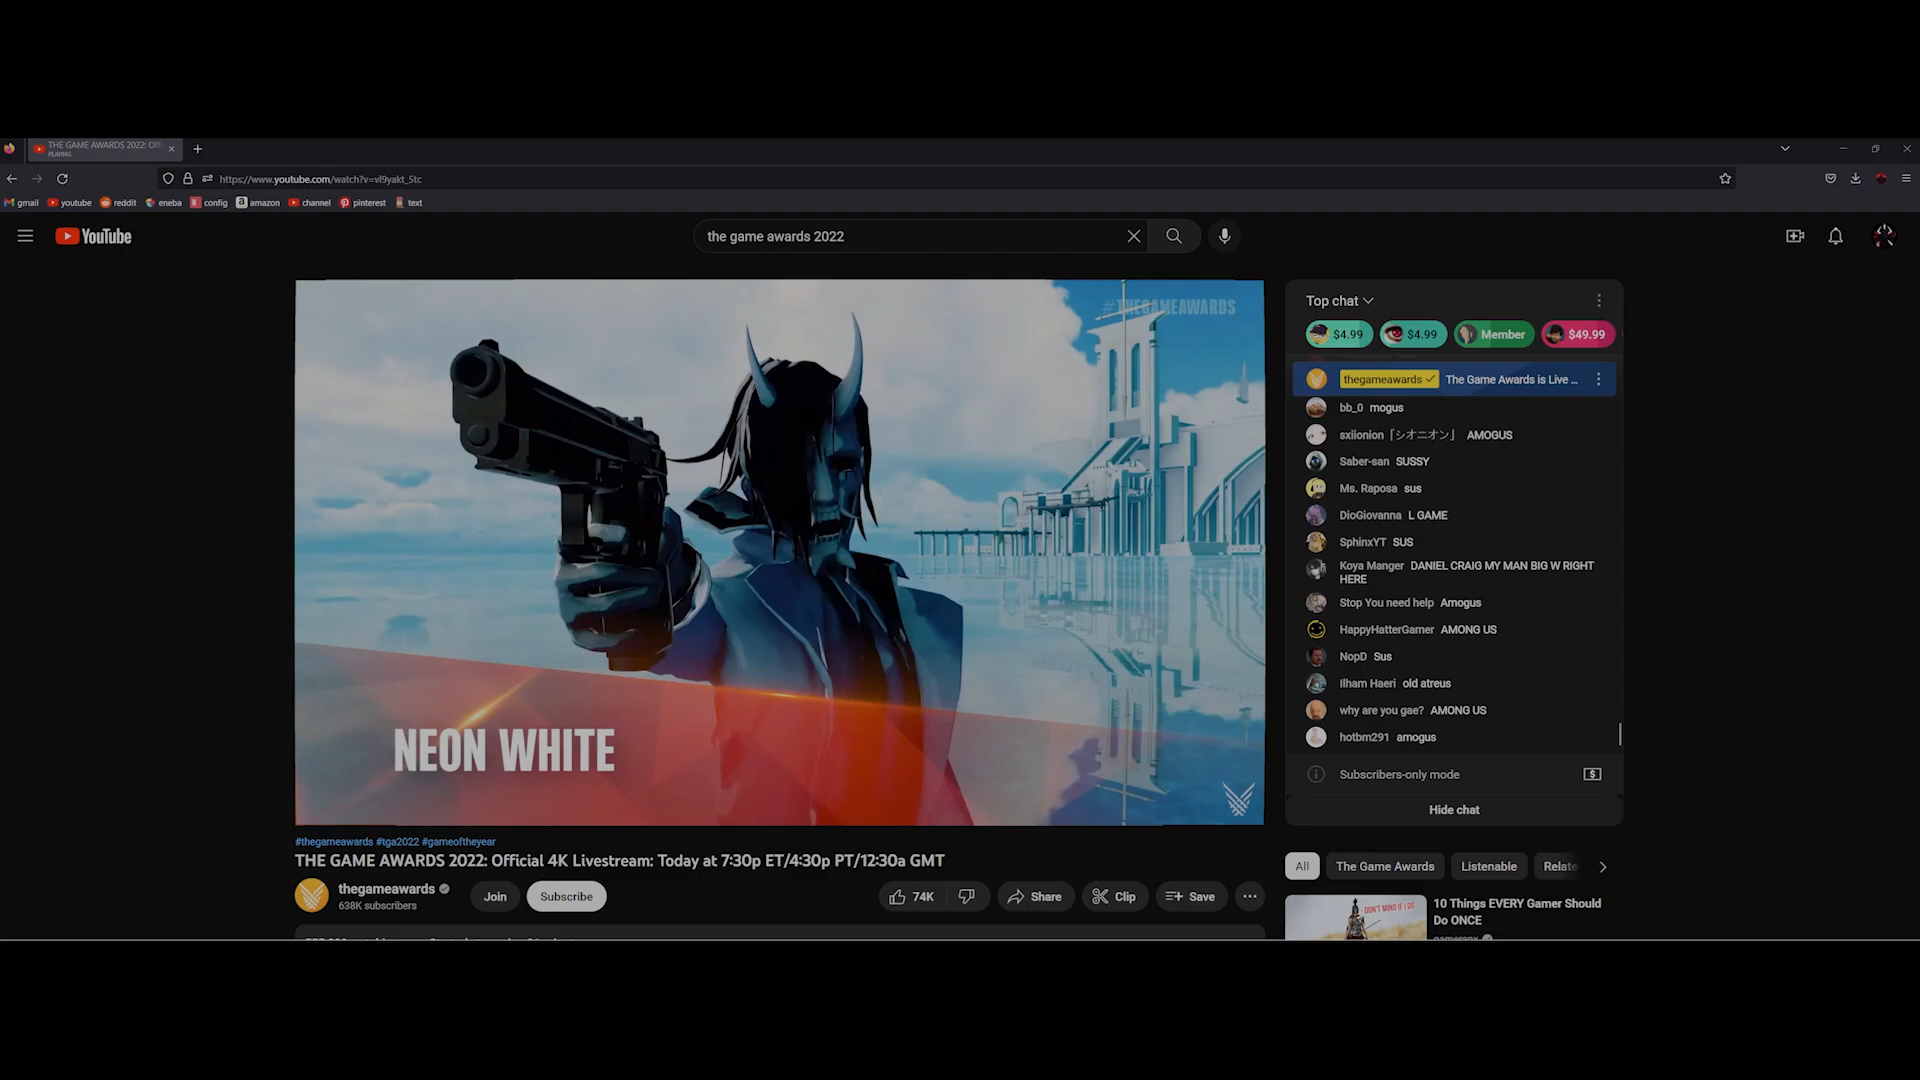 THE GAME AWARDS 2022: Offi
PLAYING
https://www.youtube.com/watch?v=vl9yakt_5tc
gmail youtube reddit eneba config amazon channel pinterest text
YouTube
the game awards 2022
#THEGAMEAWARDS
NEON WHITE
Top chat
$4.99 $4.99 Member $49.99
thegameawards The Game Awards is Live ...
bb_0 mogus
sxiionion「シオニオン」 AMOGUS
Saber-san SUSSY
Ms. Raposa sus
DioGiovanna L GAME
SphinxYT SUS
Koya Manger DANIEL CRAIG MY MAN BIG W RIGHT
HERE
Stop You need help Amogus
HappyHatterGamer AMONG US
NopD Sus
Ilham Haeri old atreus
why are you gae? AMONG US
hotbm291 amogus
Subscribers-only mode
Hide chat
#thegameawards #tga2022 #gameoftheyear
THE GAME AWARDS 2022: Official 4K Livestream: Today at 7:30p ET/4:30p PT/12:30a GMT
thegameawards
638K subscribers
Join
Subscribe
74K
Share
Clip
Save
All The Game Awards Listenable Relate
- DON'T MIND IF I DO
10 Things EVERY Gamer Should
Do ONCE
gameranx